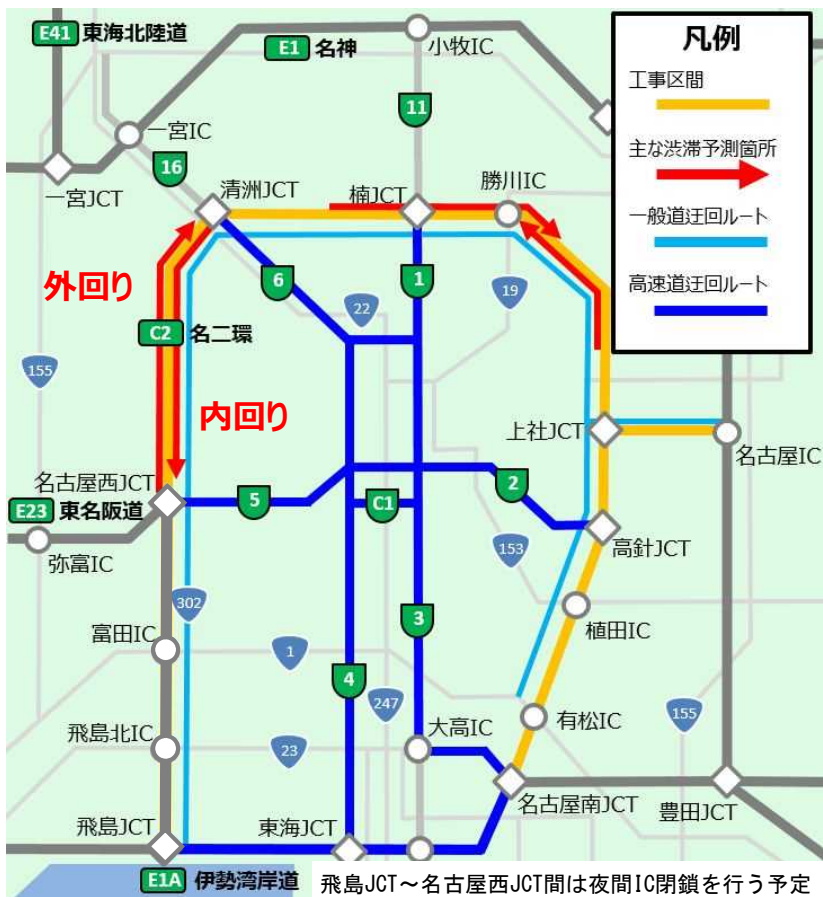 E41 東海北陸道
E1 名神
小牧IC
凡例
工事区間
主な渋滞予測箇所
一般道迂回ルート
高速道迂回ルート
11
一宮IC
一宮JCT
16
清洲JCT
楠JCT
勝川IC
外回り
6
1
19
22
C2 名二環
155
内回り
上社JCT
名古屋IC
名古屋西JCT
E23 東名阪道
5
C1
2
弥富IC
153
高針JCT
302
3
植田IC
富田IC
1
4
247
有松IC
155
飛島北IC
23
大高IC
名古屋南JCT
豊田JCT
飛島JCT
東海JCT
E1A 伊勢湾岸道
飛島JCT～名古屋西JCT間は夜間IC閉鎖を行う予定